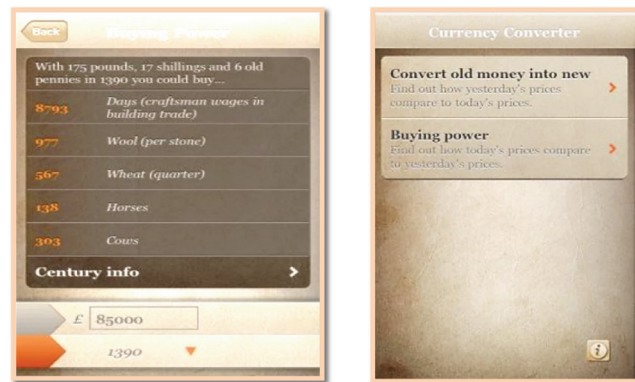 Back
Buying Power
With 175 pounds, 17 shillings and 6 old
pennies in 1390 you could buy...
8793 Days (craftsman wages in
building trade)
977 Wool (per stone)
567 Wheat (quarter)
138 Horses
303 Cows
Century info
£ 85000
1390
Currency Converter
Convert old money into new
Find out how yesterday's prices
compare to today's prices.
Buying power
Find out how today's prices compare
to yesterday's prices.
i